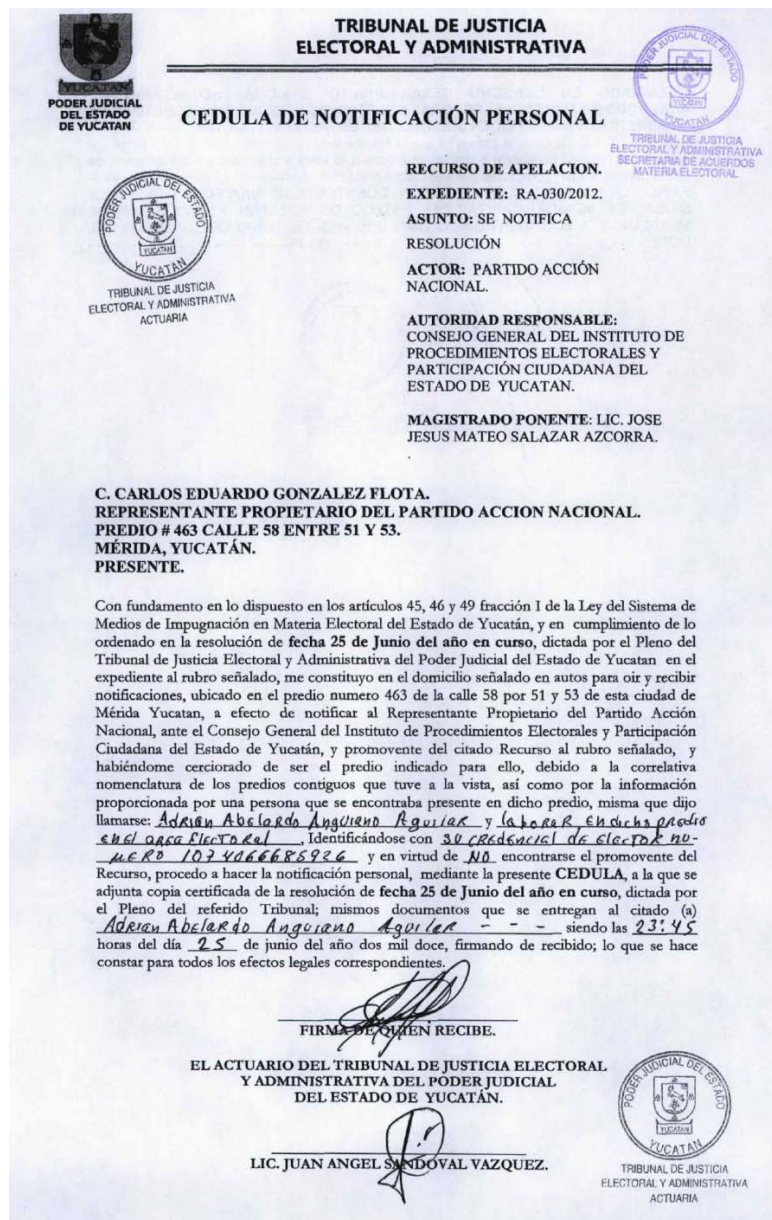 TRIBUNAL DE JUSTICIA
ELECTORAL Y ADMINISTRATIVA
YUCATAN
PODER JUDICIAL
DEL ESTADO
DE YUCATAN
PODER JUDICIAL DEL ESTADO
YUCATAN
YUCATAN
TRIBUNAL DE JUSTICIA
ELECTORAL Y ADMINISTRATIVA
SECRETARIA DE ACUERDOS
MATERIA ELECTORAL
CEDULA DE NOTIFICACIÓN PERSONAL
PODER JUDICIAL DEL ESTADO
YUCATAN
YUCATAN
TRIBUNAL DE JUSTICIA
ELECTORAL Y ADMINISTRATIVA
ACTUARIA
RECURSO DE APELACION.
EXPEDIENTE: RA-030/2012.
ASUNTO: SE NOTIFICA
RESOLUCIÓN
ACTOR: PARTIDO ACCIÓN
NACIONAL.
AUTORIDAD RESPONSABLE:
CONSEJO GENERAL DEL INSTITUTO DE
PROCEDIMIENTOS ELECTORALES Y
PARTICIPACIÓN CIUDADANA DEL
ESTADO DE YUCATAN.
MAGISTRADO PONENTE: LIC. JOSE
JESUS MATEO SALAZAR AZCORRA.
C. CARLOS EDUARDO GONZALEZ FLOTA.
REPRESENTANTE PROPIETARIO DEL PARTIDO ACCION NACIONAL.
PREDIO # 463 CALLE 58 ENTRE 51 Y 53.
MÉRIDA, YUCATÁN.
PRESENTE.
Con fundamento en lo dispuesto en los artículos 45, 46 y 49 fracción I de la Ley del Sistema de
Medios de Impugnación en Materia Electoral del Estado de Yucatán, y en cumplimiento de lo
ordenado en la resolución de fecha 25 de Junio del año en curso, dictada por el Pleno del
Tribunal de Justicia Electoral y Administrativa del Poder Judicial del Estado de Yucatan en el
expediente al rubro señalado, me constituyo en el domicilio señalado en autos para oir y recibir
notificaciones, ubicado en el predio numero 463 de la calle 58 por 51 y 53 de esta ciudad de
Mérida Yucatan, a efecto de notificar al Representante Propietario del Partido Acción
Nacional, ante el Consejo General del Instituto de Procedimientos Electorales y Participación
Ciudadana del Estado de Yucatán, y promovente del citado Recurso al rubro señalado, y
habiéndome cerciorado de ser el predio indicado para ello, debido a la correlativa
nomenclatura de los predios contiguos que tuve a la vista, así como por la información
proporcionada por una persona que se encontraba presente en dicho predio, misma que dijo
llamarse: Adrian Abelardo Anguiano Aguilar y laborar en dicho predio
en el area Electoral, Identificándose con su credencial de elector nu-
mero 1074066685926 y en virtud de NO encontrarse el promovente del
Recurso, procedo a hacer la notificación personal, mediante la presente CEDULA, a la que se
adjunta copia certificada de la resolución de fecha 25 de Junio del año en curso, dictada por
el Pleno del referido Tribunal; mismos documentos que se entregan al citado (a)
Adrian Abelardo Anguiano Aguilar - - - siendo las 23:45
horas del día 25 de junio del año dos mil doce, firmando de recibido; lo que se hace
constar para todos los efectos legales correspondientes.
FIRMA DE QUIEN RECIBE.
EL ACTUARIO DEL TRIBUNAL DE JUSTICIA ELECTORAL
Y ADMINISTRATIVA DEL PODER JUDICIAL
DEL ESTADO DE YUCATÁN.
LIC. JUAN ANGEL SANDOVAL VAZQUEZ.
PODER JUDICIAL DEL ESTADO
YUCATAN
YUCATAN
TRIBUNAL DE JUSTICIA
ELECTORAL Y ADMINISTRATIVA
ACTUARIA